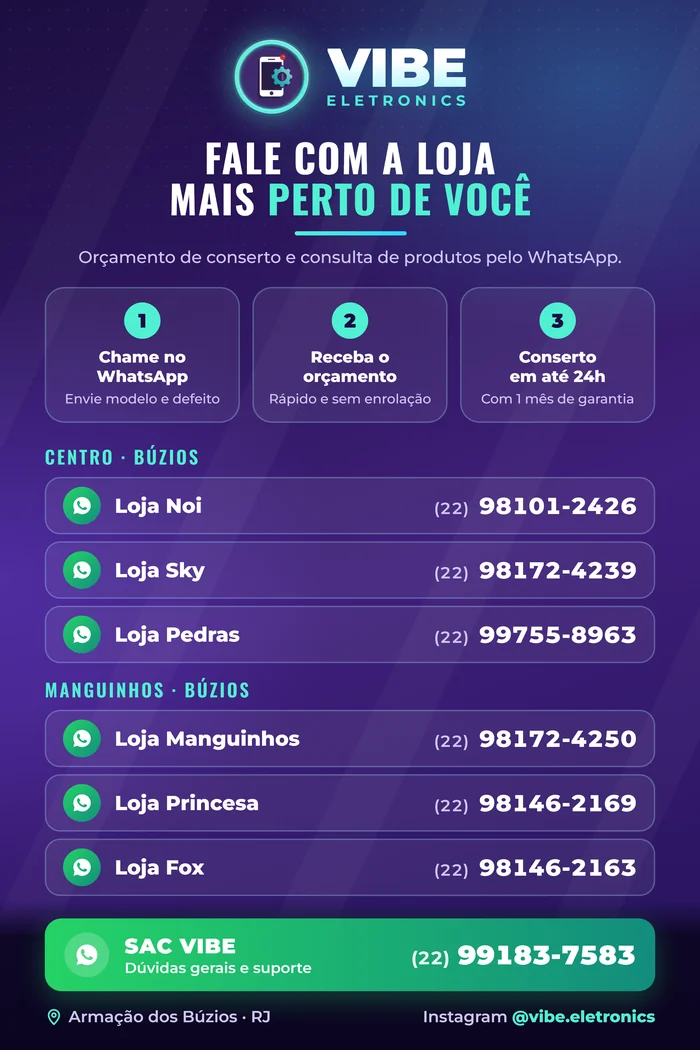 VIBE
ELETRONICS
FALE COM A LOJA
MAIS PERTO DE VOCÊ
Orçamento de conserto e consulta de produtos pelo WhatsApp.
1
Chame no
WhatsApp
Envie modelo e defeito
2
Receba o
orçamento
Rápido e sem enrolação
3
Conserto
em até 24h
Com 1 mês de garantia
CENTRO · BÚZIOS
Loja Noi (22) 98101-2426
Loja Sky (22) 98172-4239
Loja Pedras (22) 99755-8963
MANGUINHOS · BÚZIOS
Loja Manguinhos (22) 98172-4250
Loja Princesa (22) 98146-2169
Loja Fox (22) 98146-2163
SAC VIBE
Dúvidas gerais e suporte
(22) 99183-7583
Armação dos Búzios · RJ
Instagram @vibe.eletronics